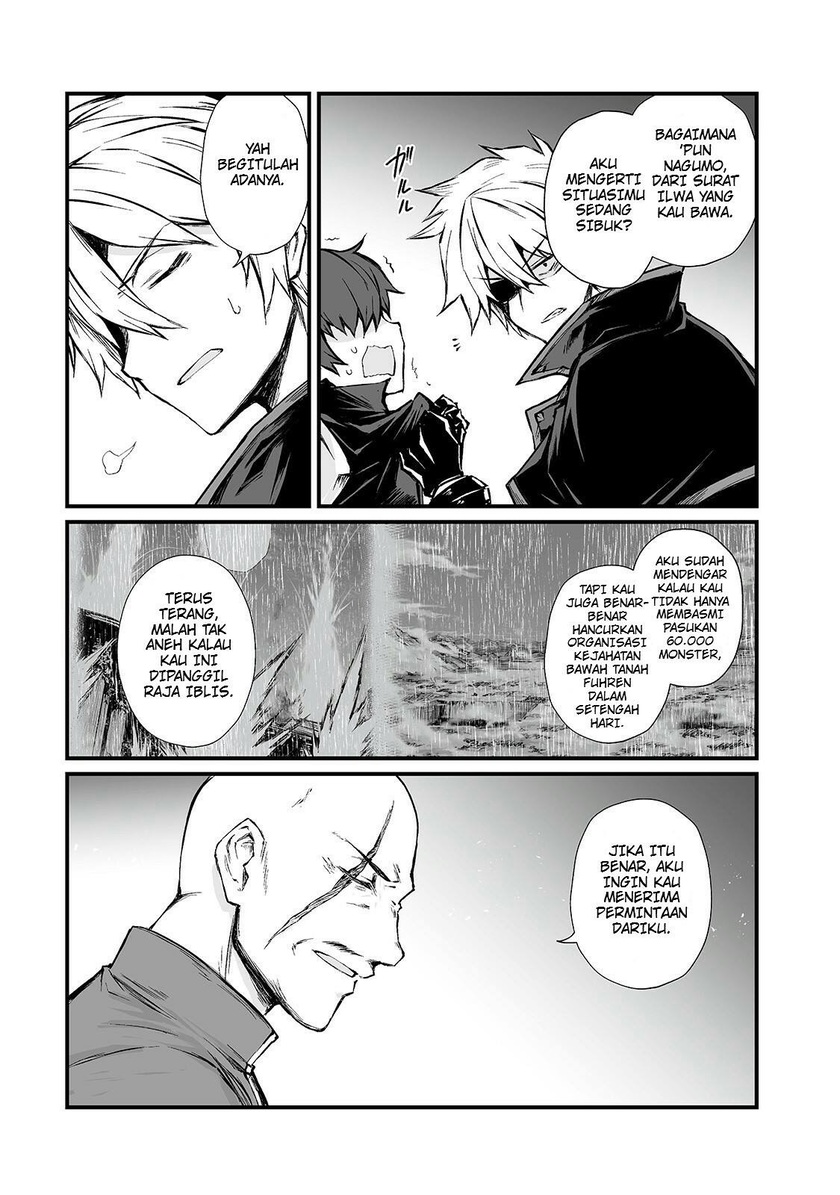 BAGAIMANA
'PUN
NAGUMO,
DARI SURAT
ILWA YANG
KAU BAWA.
AKU
MENGERTI
SITUASIMU
SEDANG
SIBUK?
ガルル
YAH
BEGITULAH
ADANYA.
AKU SUDAH
MENDENGAR
KALAU KAU
TIDAK HANYA
MEMBASMI
PASUKAN
60.000
MONSTER,
TAPI KAU
JUGA BENAR-
BENAR
HANCURKAN
ORGANISASI
KEJAHATAN
BAWAH TANAH
FUHREN
DALAM
SETENGAH
HARI.
TERUS
TERANG,
MALAH TAK
ANEH KALAU
KAU INI
DIPANGGIL
RAJA IBLIS.
JIKA ITU
BENAR, AKU
INGIN KAU
MENERIMA
PERMINTAAN
DARIKU.